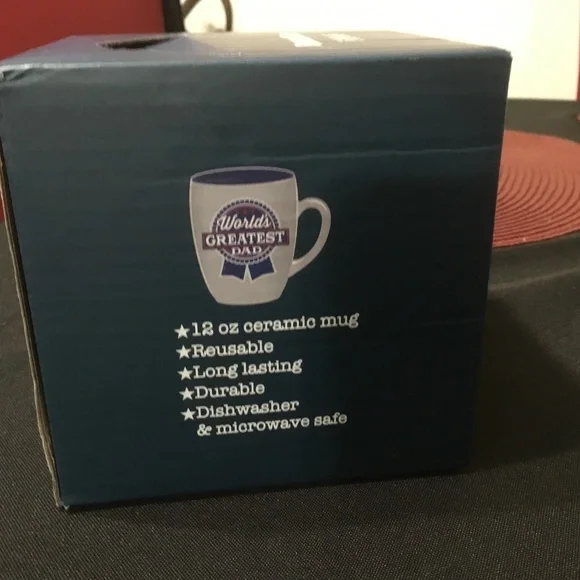 World's
GREATEST
DAD
★12 oz ceramic mug
★Reusable
★Long lasting
★Durable
★Dishwasher
& microwave safe